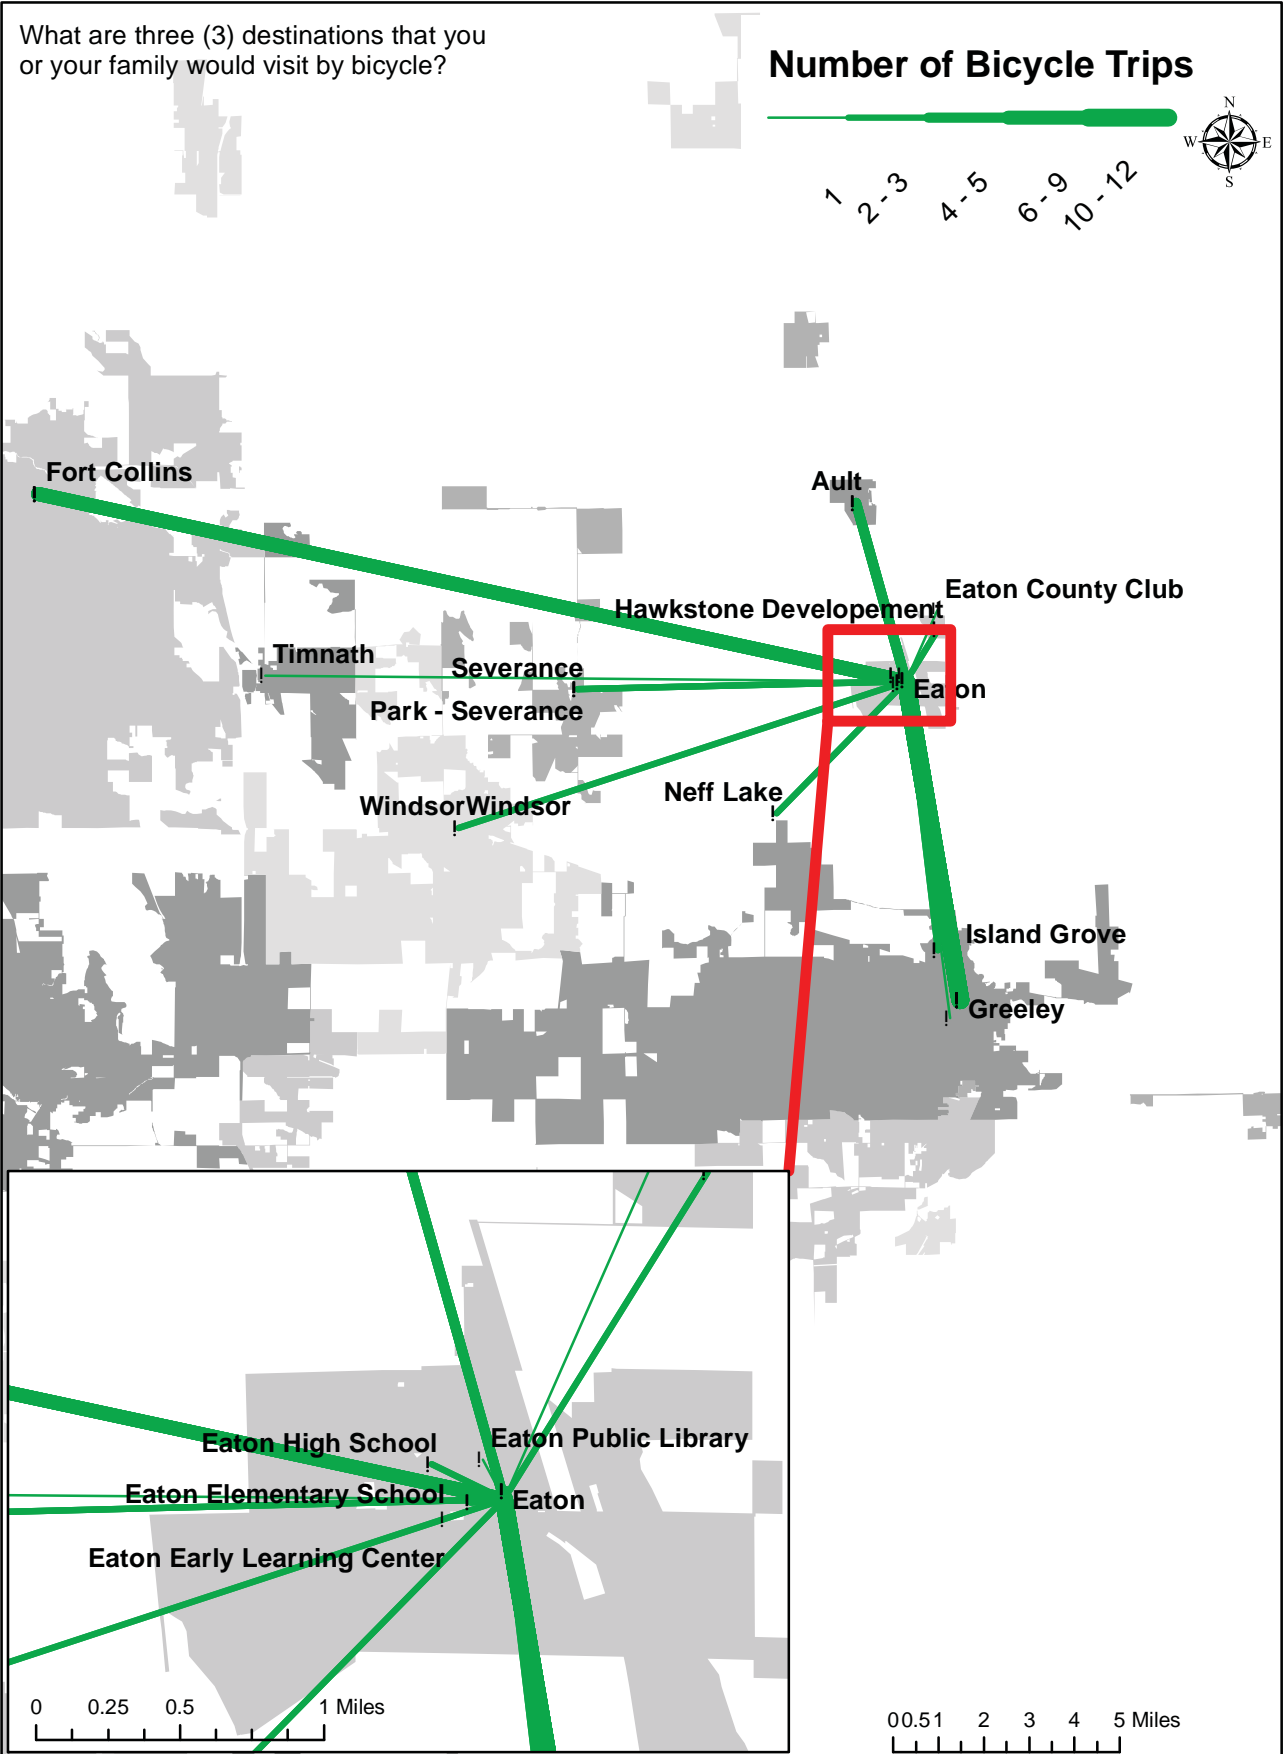 What are three (3) destinations that you
or your family would visit by bicycle?
Number of Bicycle Trips
N
W E
S
1
2 - 3
4 - 5
6 - 9
10 - 12
Fort Collins
Ault
Eaton County Club
Hawkstone Developement
Timnath
Severance
Eaton
Park - Severance
Neff Lake
WindsorWindsor
Island Grove
Greeley
Eaton High School
Eaton Public Library
Eaton Elementary School
Eaton
Eaton Early Learning Center
0 0.25 0.5 1 Miles
0 0.5 1 2 3 4 5 Miles